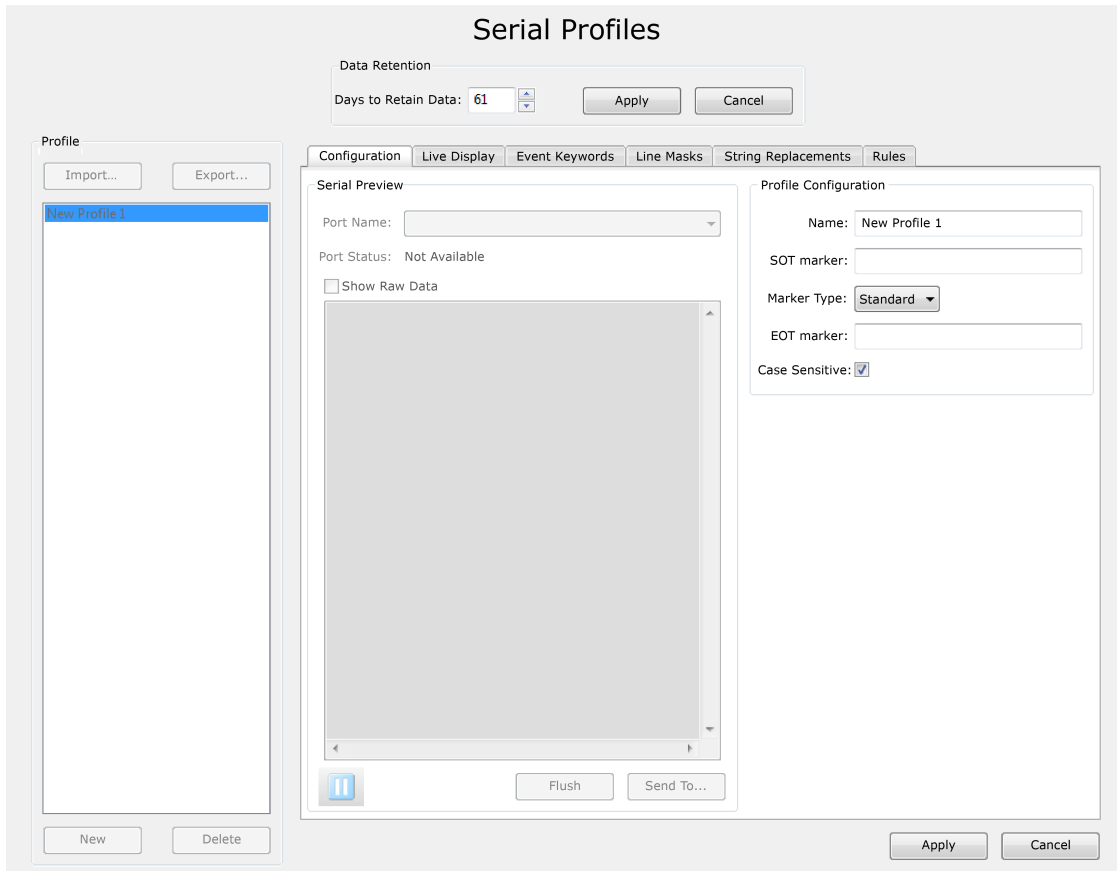 Serial Profiles
Data Retention
Days to Retain Data: 61
Apply
Cancel
Profile
Import...
Export...
New Profile 1
New
Delete
Configuration
Live Display
Event Keywords
Line Masks
String Replacements
Rules
Serial Preview
Port Name:
Port Status: Not Available
Show Raw Data
Flush
Send To...
Profile Configuration
Name: New Profile 1
SOT marker:
Marker Type: Standard
EOT marker:
Case Sensitive:
Apply
Cancel